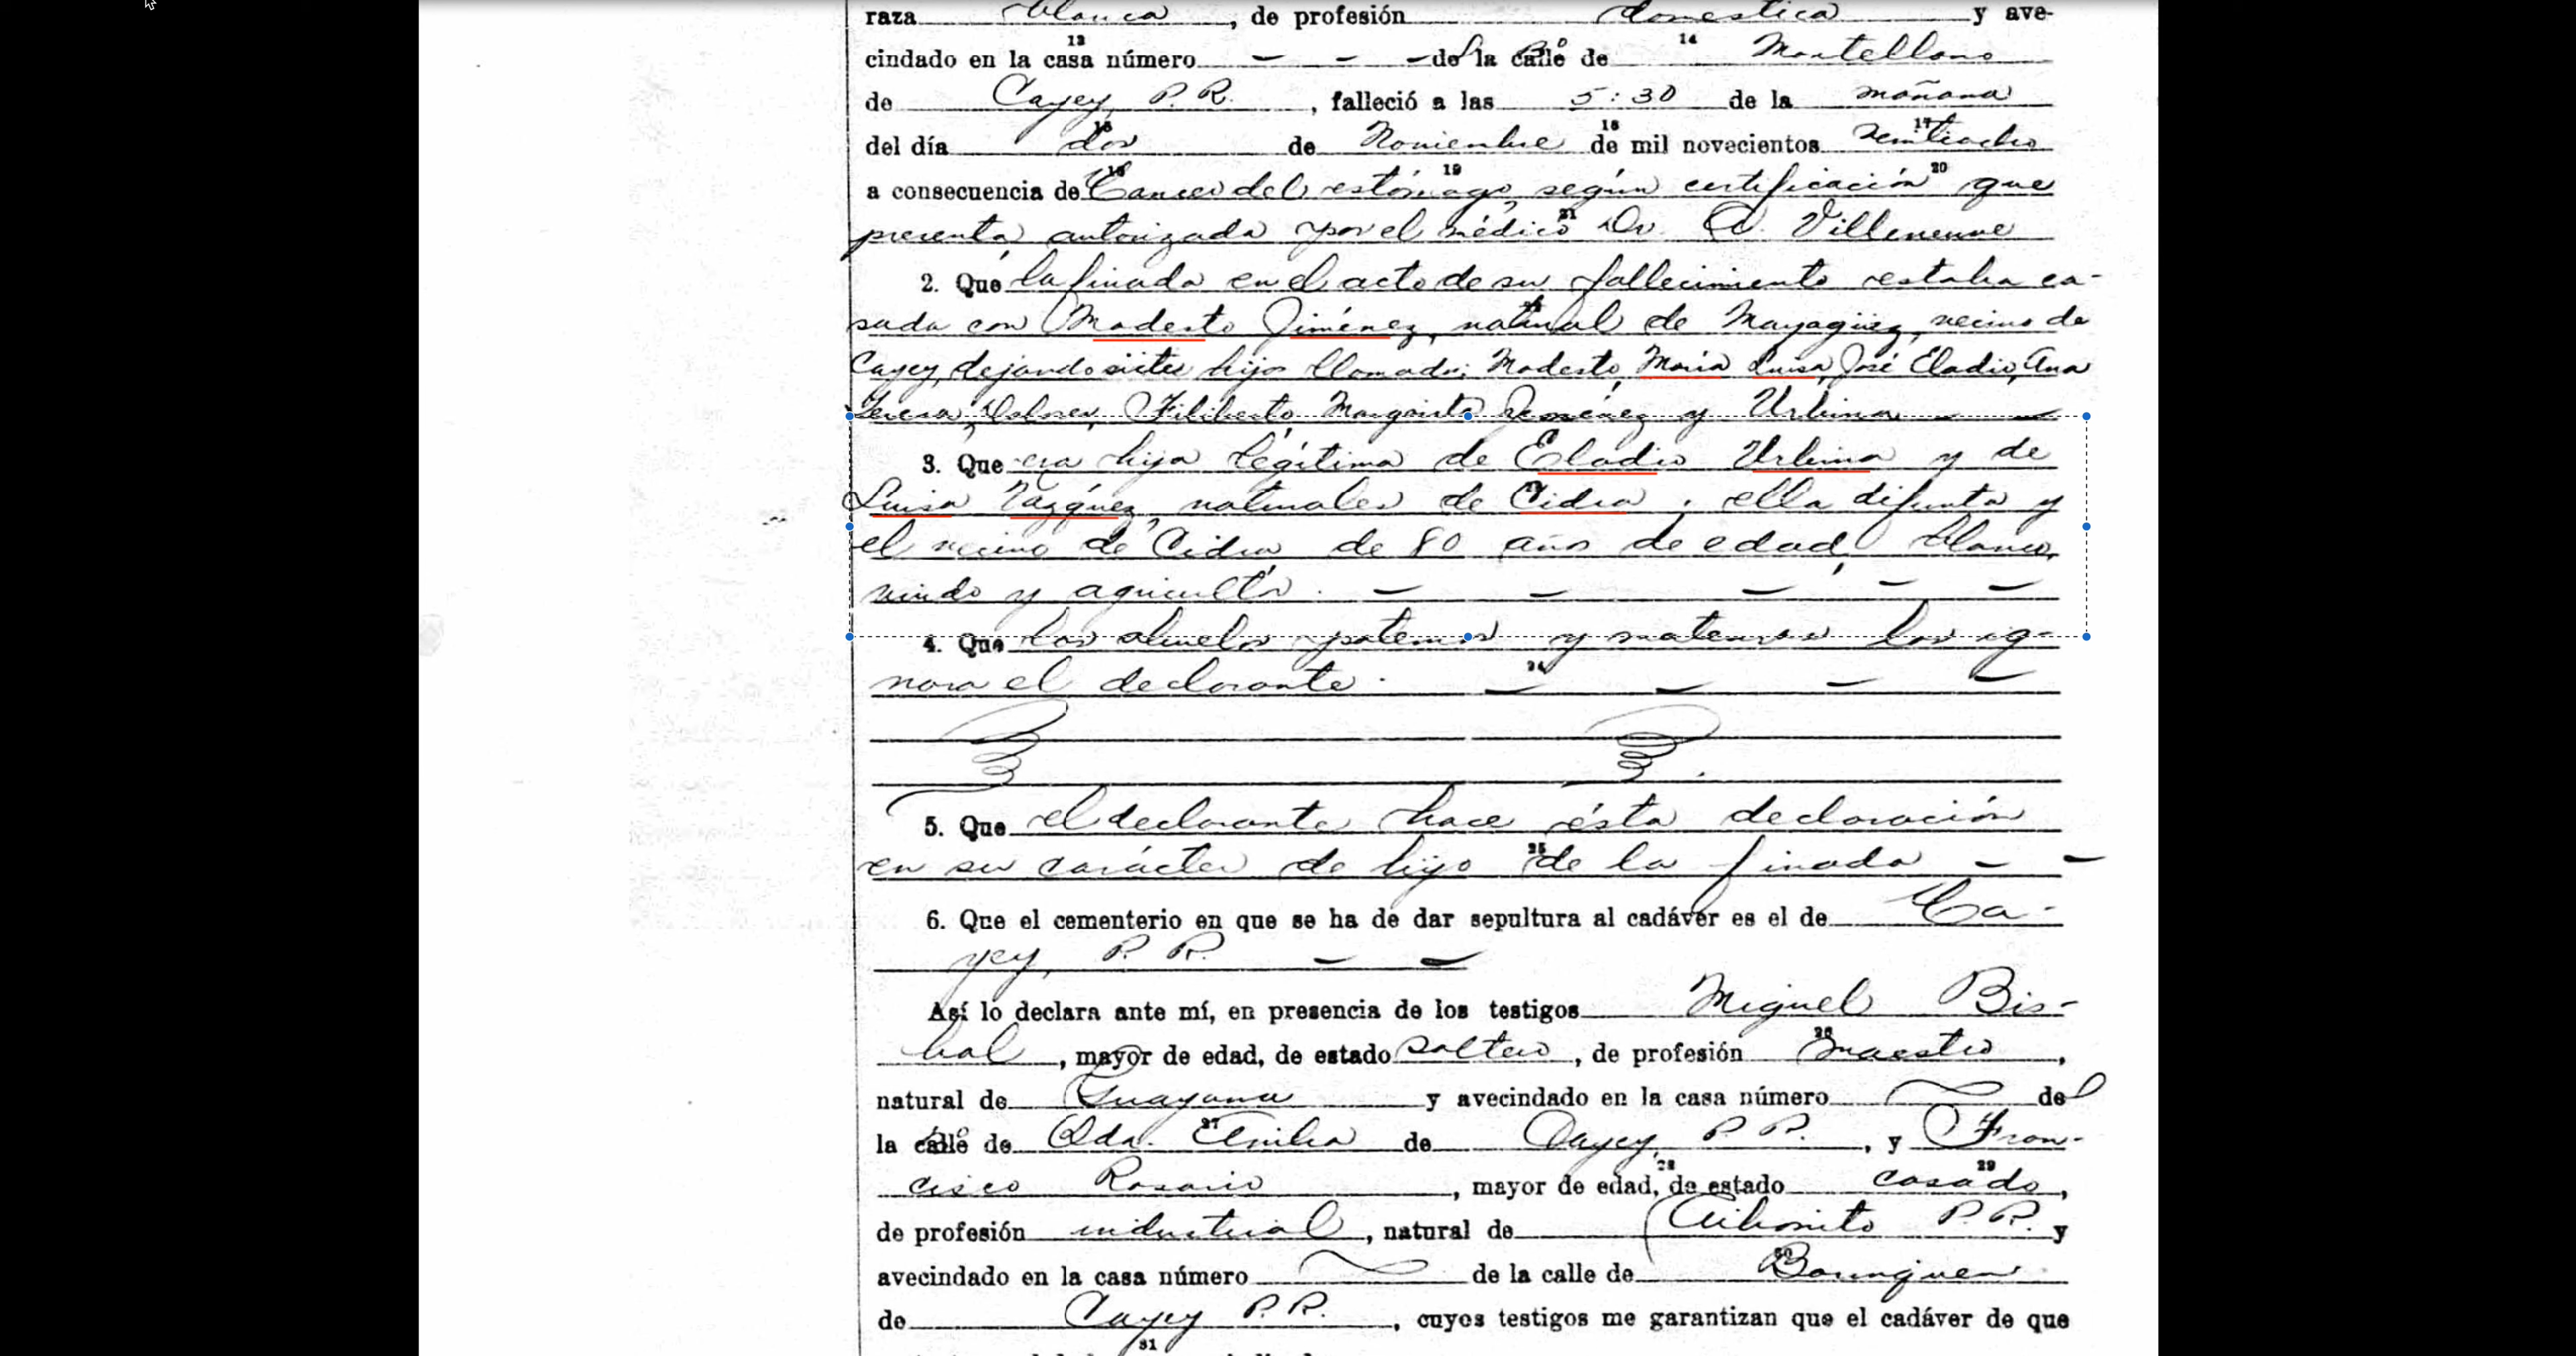 raza blanca, de profesión domestica y ave-
cindado en la casa número - - - del Bo de Montellano
de Cayey, P. R., falleció a las 5:30 de la mañana
del día dos de Noviembre de mil novecientos veintiocho
a consecuencia de Cancer del estómago, según certificación que
presenta autorizada por el médico Dr. A. Villeneuve
2. Que la finada en el acto de su fallecimiento estaba ca-
sada con Modesto Jiménez, natural de Mayagüez, vecino de
Cayey, dejando siete hijos llamados: Modesto, María Luisa, José Eladio, Ana
Teresa, Dolores, Filiberto, Margarita Jiménez y Urbina - -
3. Que era hija legítima de Eladio Urbina y de
Luisa Vázquez, naturales de Cidra; ella difunta y
el vecino de Cidra de 80 años de edad, blanco,
viudo y agricultor. - - - - -
4. Que los abuelos paternos y maternos los ig-
nora el declarante. - - - -
5. Que el declarante hace ésta declaración
en su carácter de hijo de la finada - -
6. Que el cementerio en que se ha de dar sepultura al cadáver es el de Ca-
yey, P. R. - -
Así lo declara ante mí, en presencia de los testigos Miguel Bis-
bal, mayor de edad, de estado soltero, de profesión maestro,
natural de Guayama y avecindado en la casa número del
Bo de Qda. Emilia de Cayey, P. R., y Fran-
cisco Rosario, mayor de edad, de estado casado,
de profesión industrial, natural de Aibonito P. R. y
avecindado en la casa número de la calle de Borinquen
de Cayey P. R., cuyos testigos me garantizan que el cadáver de que